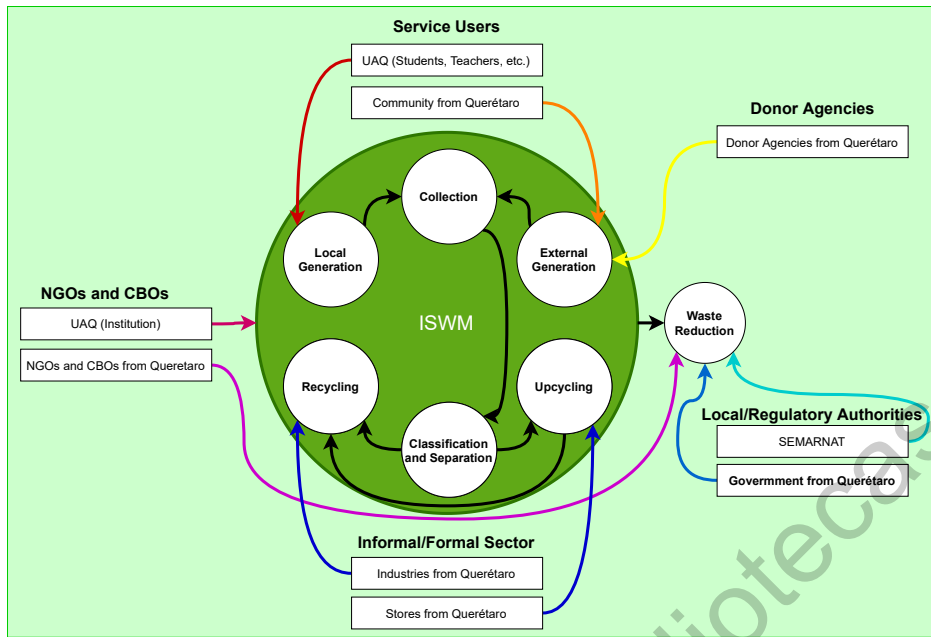 Service Users
UAQ (Students, Teachers, etc.)
Community from Querétaro
Donor Agencies
Donor Agencies from Querétaro
Collection
Local
Generation
External
Generation
NGOs and CBOs
UAQ (Institution)
NGOs and CBOs from Queretaro
ISWM
Waste
Reduction
Recycling
Upcycling
Classification
and Separation
Local/Regulatory Authorities
SEMARNAT
Government from Querétaro
Informal/Formal Sector
Industries from Querétaro
Stores from Querétaro